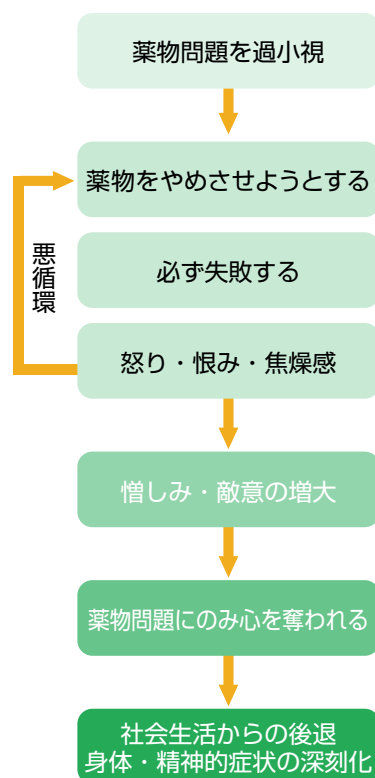 薬物問題を過小視
薬物をやめさせようとする
悪循環
必ず失敗する
怒り・恨み・焦燥感
憎しみ・敵意の増大
薬物問題にのみ心を奪われる
社会生活からの後退
身体・精神的症状の深刻化